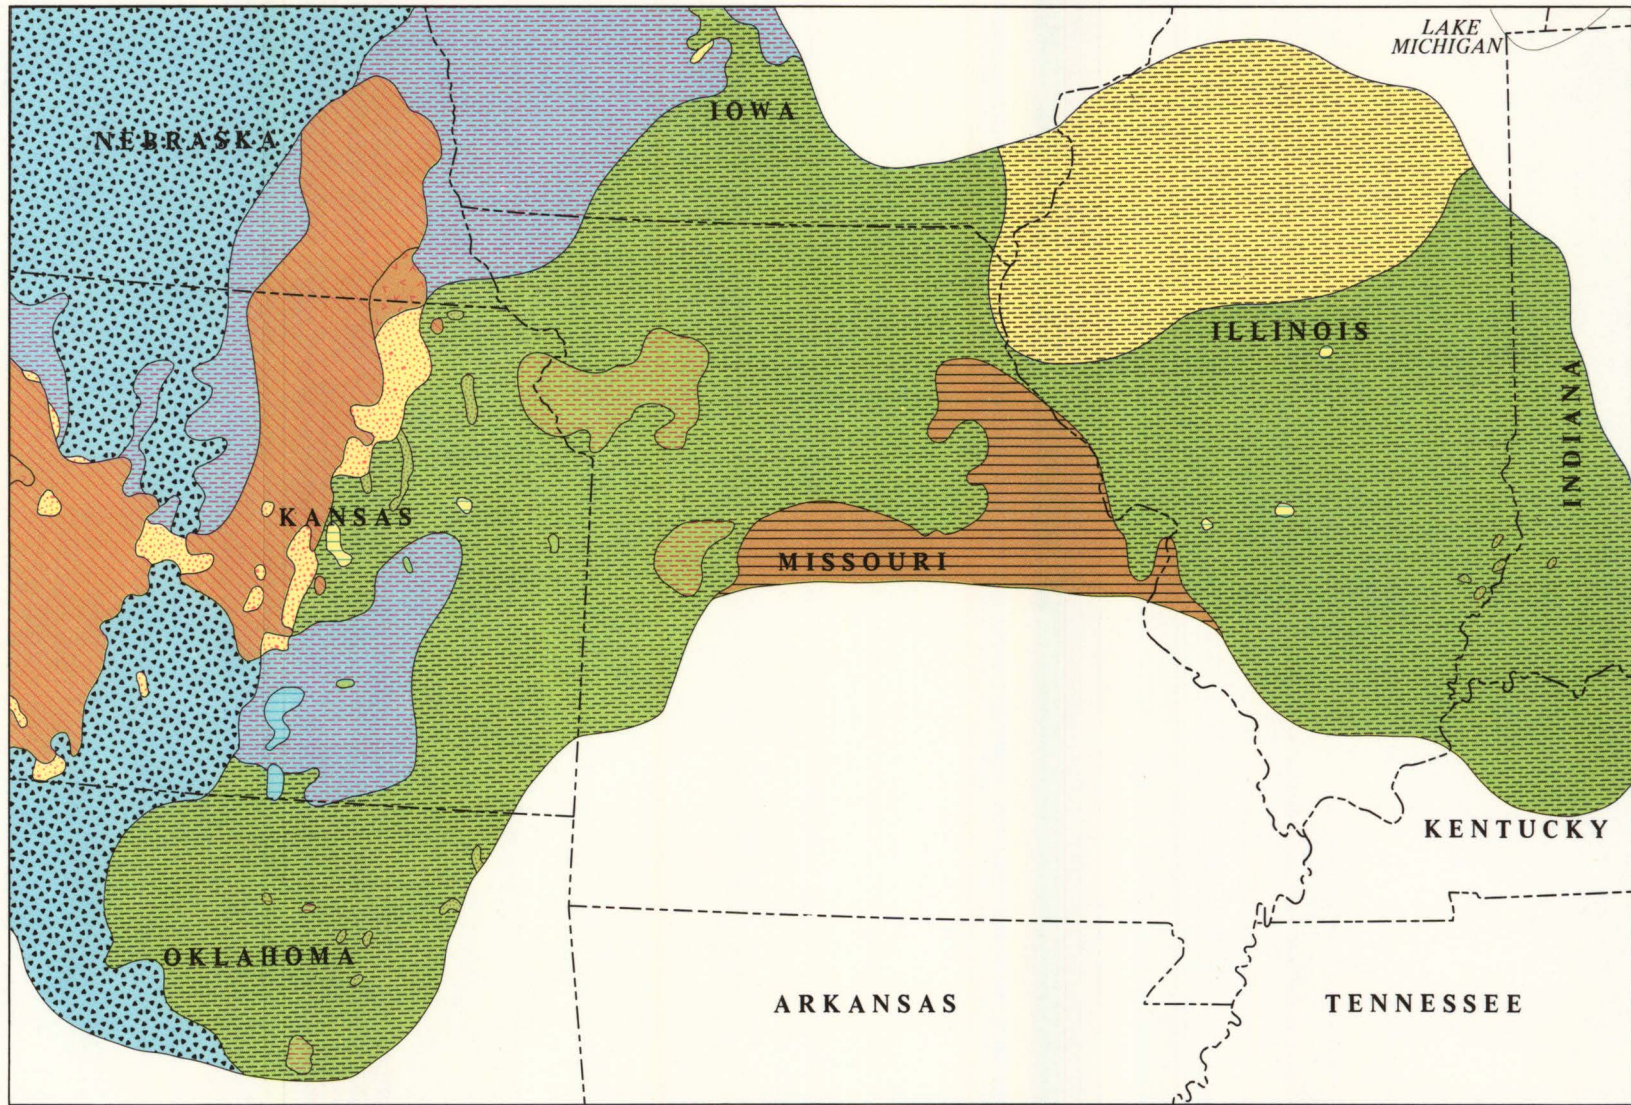 LAKE
MICHIGAN
IOWA
NEBRASKA
ILLINOIS
INDIANA
KANSAS
MISSOURI
KENTUCKY
OKLAHOMA
ARKANSAS
TENNESSEE